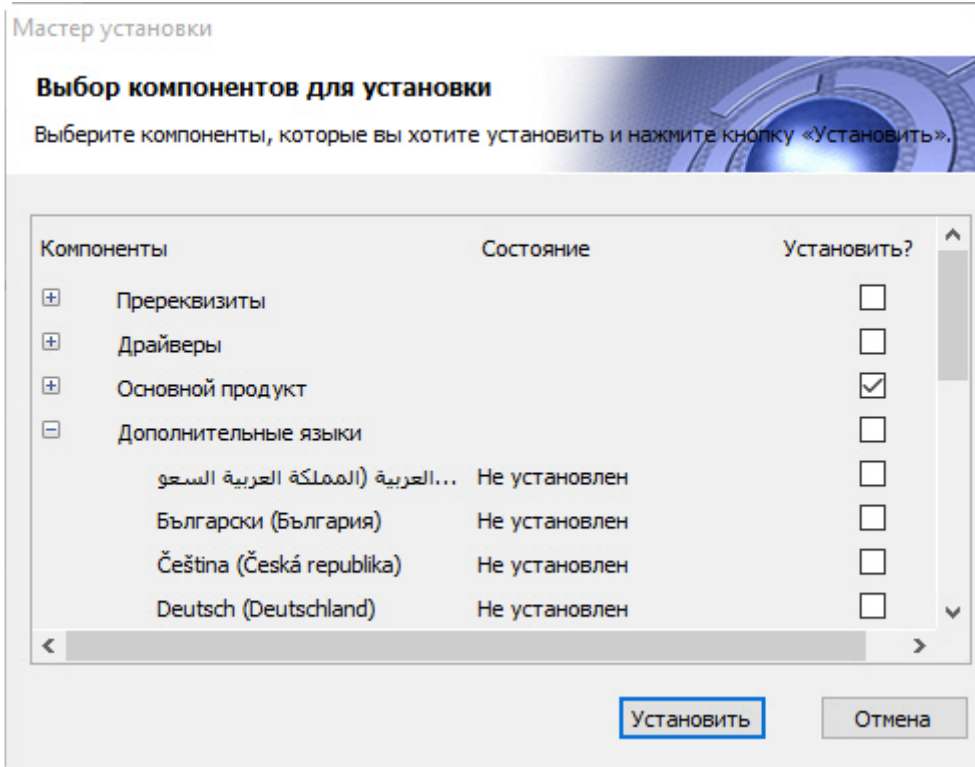 Мастер установки
Выбор компонентов для установки
Выберите компоненты, которые вы хотите установить и нажмите кнопку «Установить».
Компоненты Состояние Установить?
Пререквизиты
Драйверы
Основной продукт
Дополнительные языки
العربية (المملكة العربية السعو... Не установлен
Български (България) Не установлен
Čeština (Česká republika) Не установлен
Deutsch (Deutschland) Не установлен
Установить Отмена